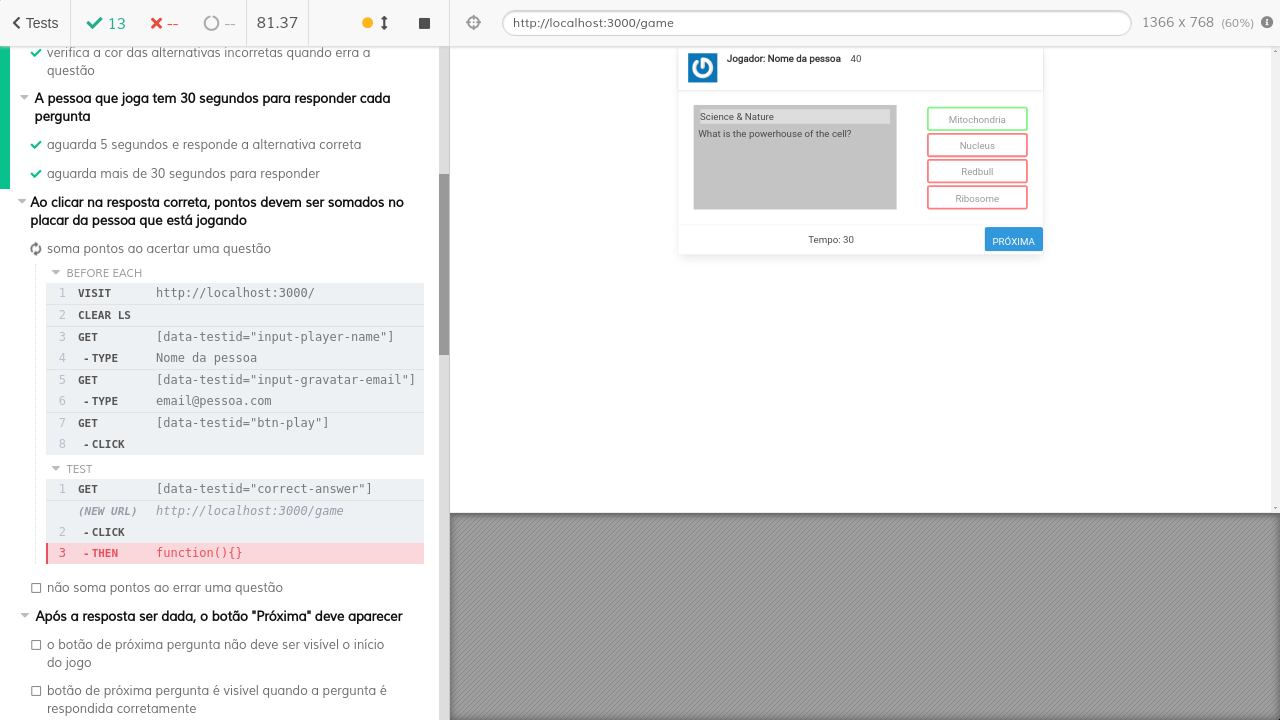 Tests
13
--
--
81.37
http://localhost:3000/game
1366 x 768 (60%)
verifica a cor das alternativas incorretas quando erra a
questão
A pessoa que joga tem 30 segundos para responder cada
pergunta
aguarda 5 segundos e responde a alternativa correta
aguarda mais de 30 segundos para responder
Ao clicar na resposta correta, pontos devem ser somados no
placar da pessoa que está jogando
soma pontos ao acertar uma questão
BEFORE EACH
1 VISIT http://localhost:3000/
2 CLEAR LS
3 GET [data-testid="input-player-name"]
4 -TYPE Nome da pessoa
5 GET [data-testid="input-gravatar-email"]
6 -TYPE email@pessoa.com
7 GET [data-testid="btn-play"]
8 -CLICK
TEST
1 GET [data-testid="correct-answer"]
(NEW URL) http://localhost:3000/game
2 -CLICK
3 -THEN function(){}
não soma pontos ao errar uma questão
Após a resposta ser dada, o botão "Próxima" deve aparecer
o botão de próxima pergunta não deve ser visível o início
do jogo
botão de próxima pergunta é visível quando a pergunta é
respondida corretamente
Jogador: Nome da pessoa 40
Science & Nature
What is the powerhouse of the cell?
Mitochondria
Nucleus
Redbull
Ribosome
Tempo: 30
PRÓXIMA